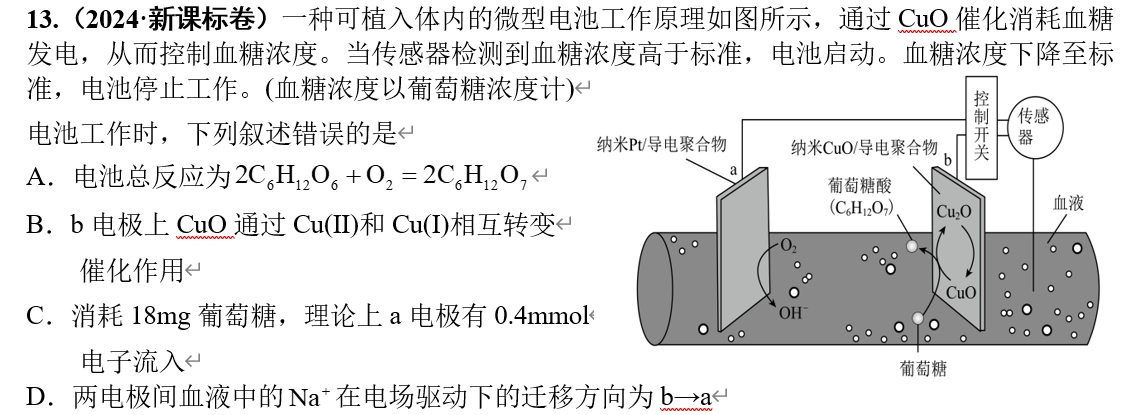 13.（2024·新课标卷）一种可植入体内的微型电池工作原理如图所示，通过 CuO 催化消耗血糖
发电，从而控制血糖浓度。当传感器检测到血糖浓度高于标准，电池启动。血糖浓度下降至标
准，电池停止工作。(血糖浓度以葡萄糖浓度计)↵
电池工作时，下列叙述错误的是↵
A．电池总反应为2C₆H₁₂O₆ + O₂ = 2C₆H₁₂O₇↵
B．b 电极上 CuO 通过 Cu(II)和 Cu(I)相互转变
催化作用↵
C．消耗 18mg 葡萄糖，理论上 a 电极有 0.4mmol
电子流入↵
D．两电极间血液中的Na⁺在电场驱动下的迁移方向为 b→a↵
控制开关
传感器
纳米Pt/导电聚合物
纳米CuO/导电聚合物
a
b
葡萄糖酸
(C₆H₁₂O₇)
Cu₂O
血液
O₂
CuO
OH⁻
葡萄糖